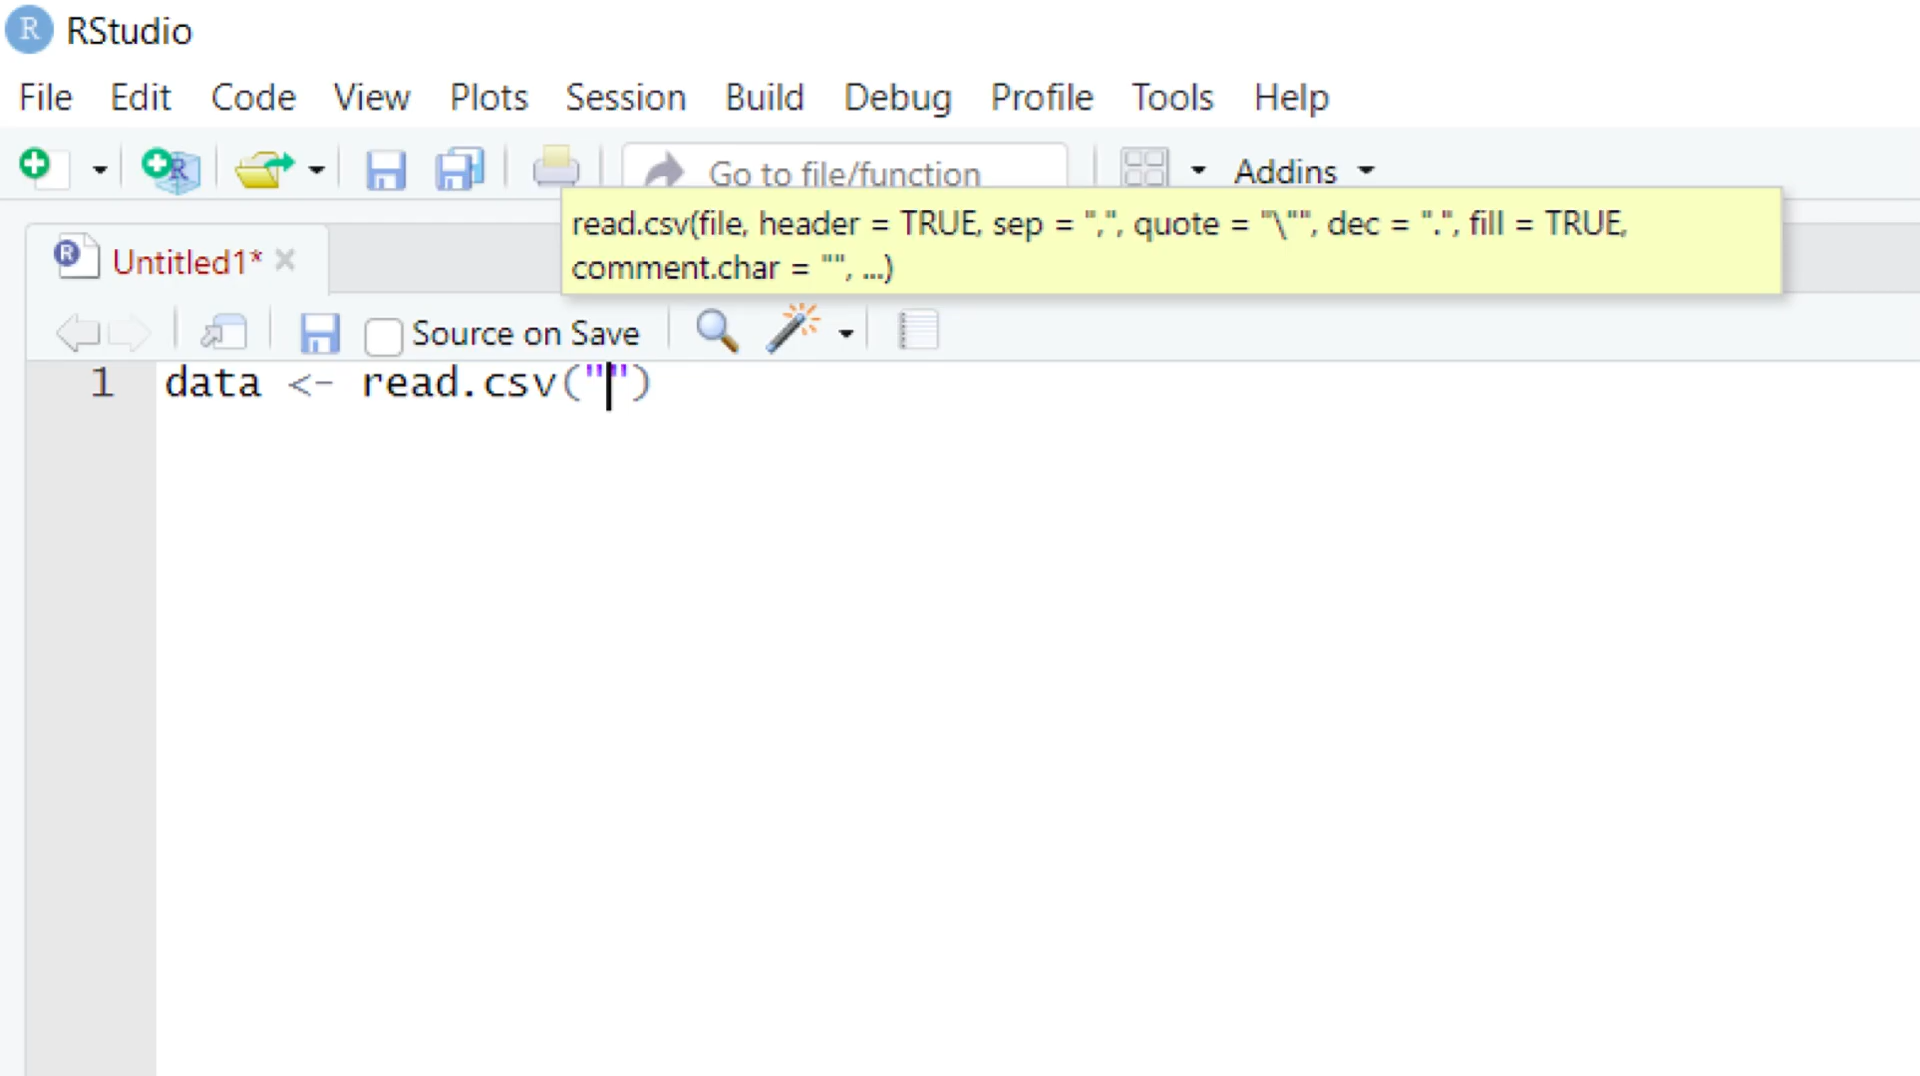 R RStudio
File Edit Code View Plots Session Build Debug Profile Tools Help
R Go to file/function Addins
read.csv(file, header = TRUE, sep = ",", quote = "\"", dec = ".", fill = TRUE,
comment.char = "", ...)
R Untitled1*
Source on Save
1 data <- read.csv("")